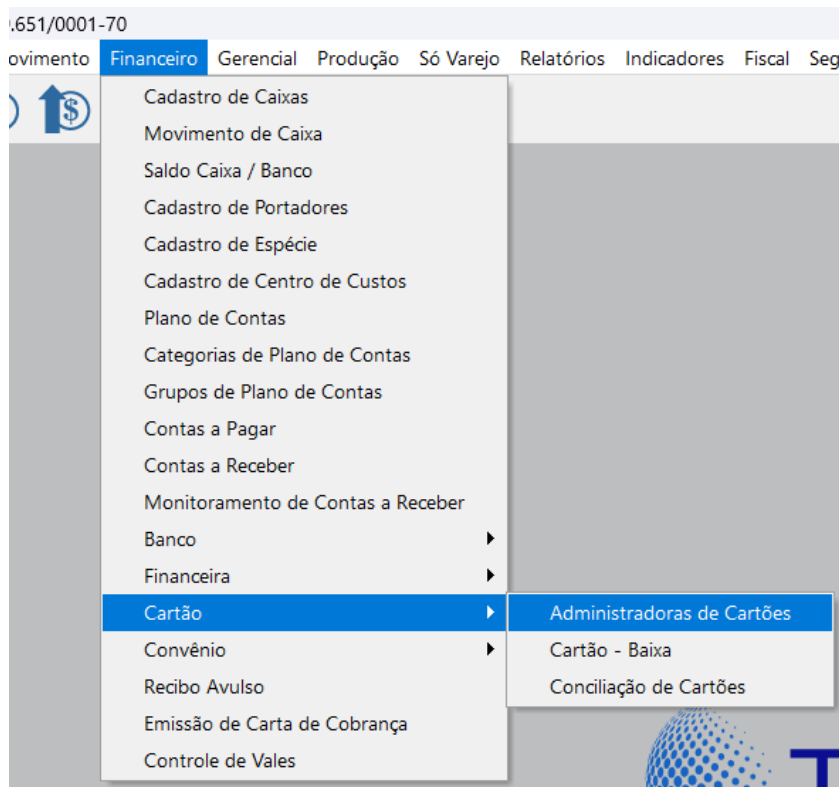 .651/0001-70
ovimento Financeiro Gerencial Produção Só Varejo Relatórios Indicadores Fiscal Seg
Cadastro de Caixas
Movimento de Caixa
Saldo Caixa / Banco
Cadastro de Portadores
Cadastro de Espécie
Cadastro de Centro de Custos
Plano de Contas
Categorias de Plano de Contas
Grupos de Plano de Contas
Contas a Pagar
Contas a Receber
Monitoramento de Contas a Receber
Banco
Financeira
Cartão Administradoras de Cartões
Convênio Cartão - Baixa
Recibo Avulso Conciliação de Cartões
Emissão de Carta de Cobrança
Controle de Vales
T